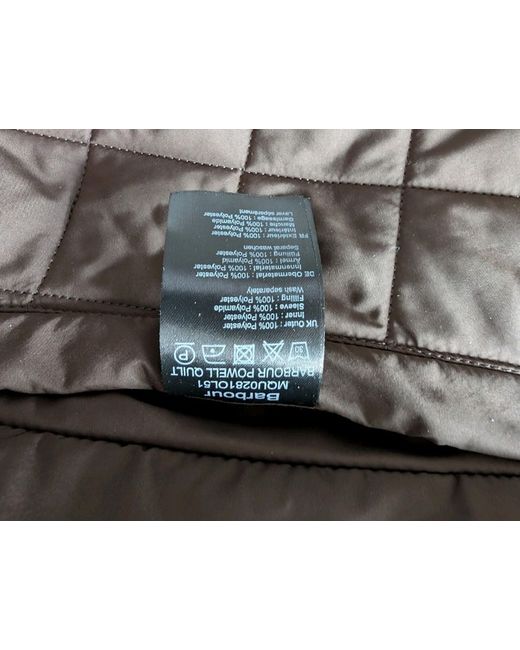 Barbour
MQU0281OL51
BARBOUR POWELL QUILT
30
P
UK Outer: 100% Polyester
Inner: 100% Polyester
Sleeve : 100% Polyamide
Filling : 100% Polyester
Wash separately
DE Obermaterial : 100% Polyester
Innenmaterial : 100% Polyester
Ärmel : 100% Polyamid
Füllung : 100% Polyester
Separat waschen
FR Extérieur : 100% Polyester
Intérieur : 100% Polyester
Manche : 100% Polyamide
Garnissage : 100% Polyester
Laver séparément